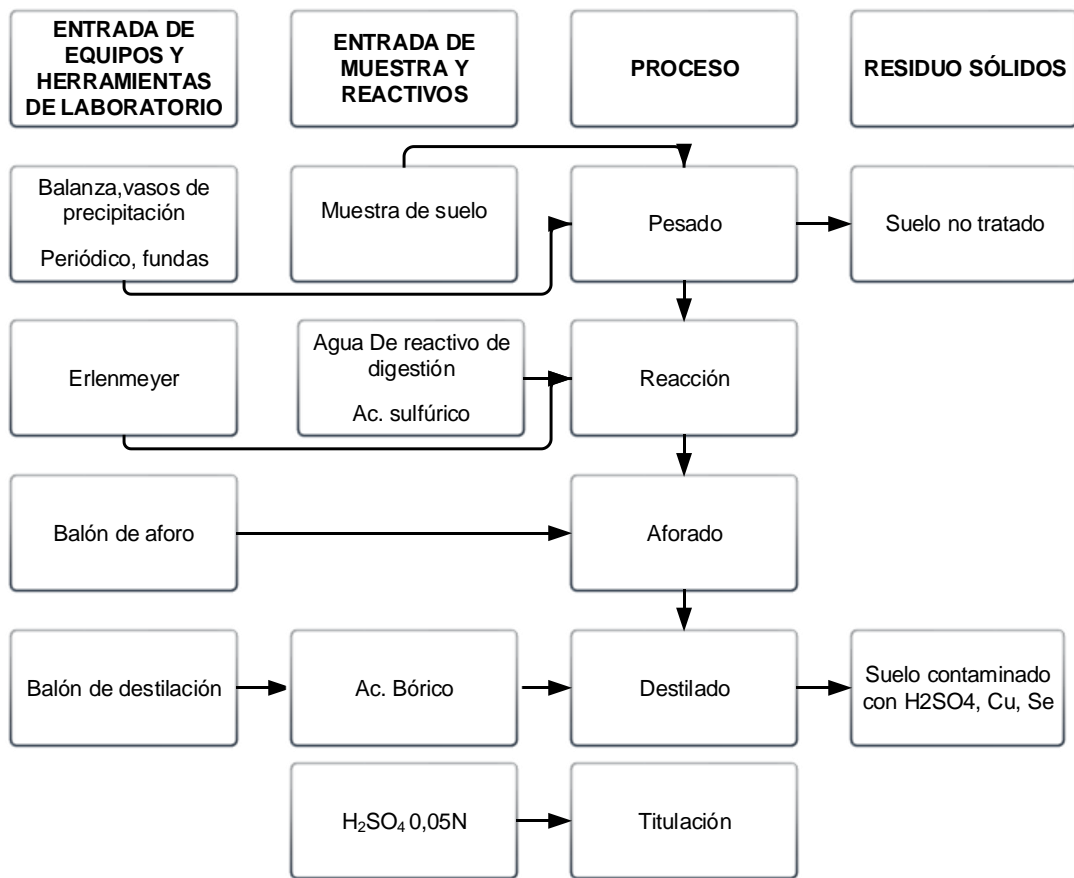 ENTRADA DE
EQUIPOS Y
HERRAMIENTAS
DE LABORATORIO
ENTRADA DE
MUESTRA Y
REACTIVOS
PROCESO
RESIDUO SÓLIDOS
Balanza,vasos de
precipitación
Periódico, fundas
Muestra de suelo
Pesado
Suelo no tratado
Erlenmeyer
Agua De reactivo de
digestión
Ac. sulfúrico
Reacción
Balón de aforo
Aforado
Balón de destilación
Ac. Bórico
Destilado
Suelo contaminado
con H2SO4, Cu, Se
H₂SO₄ 0,05N
Titulación